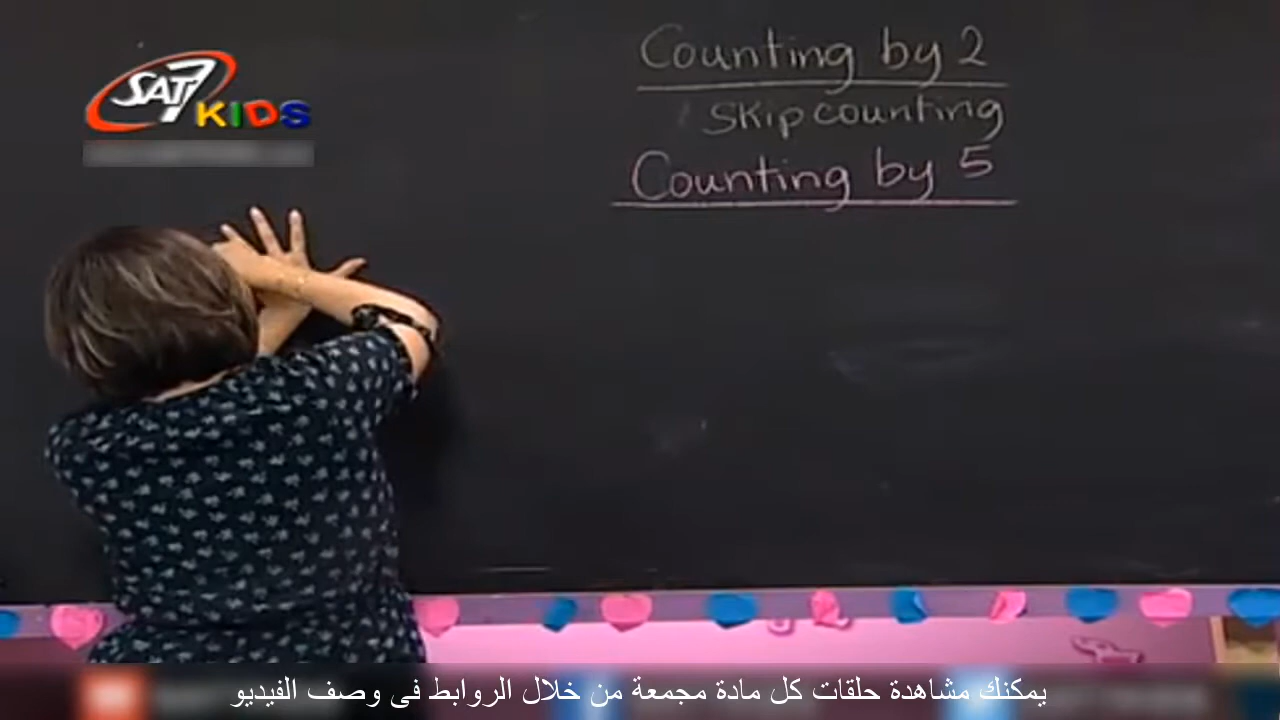 SAT7
KIDS
Counting by 2
skip counting
Counting by 5
يمكنك مشاهدة حلقات كل مادة مجمعة من خلال الروابط فى وصف الفيديو